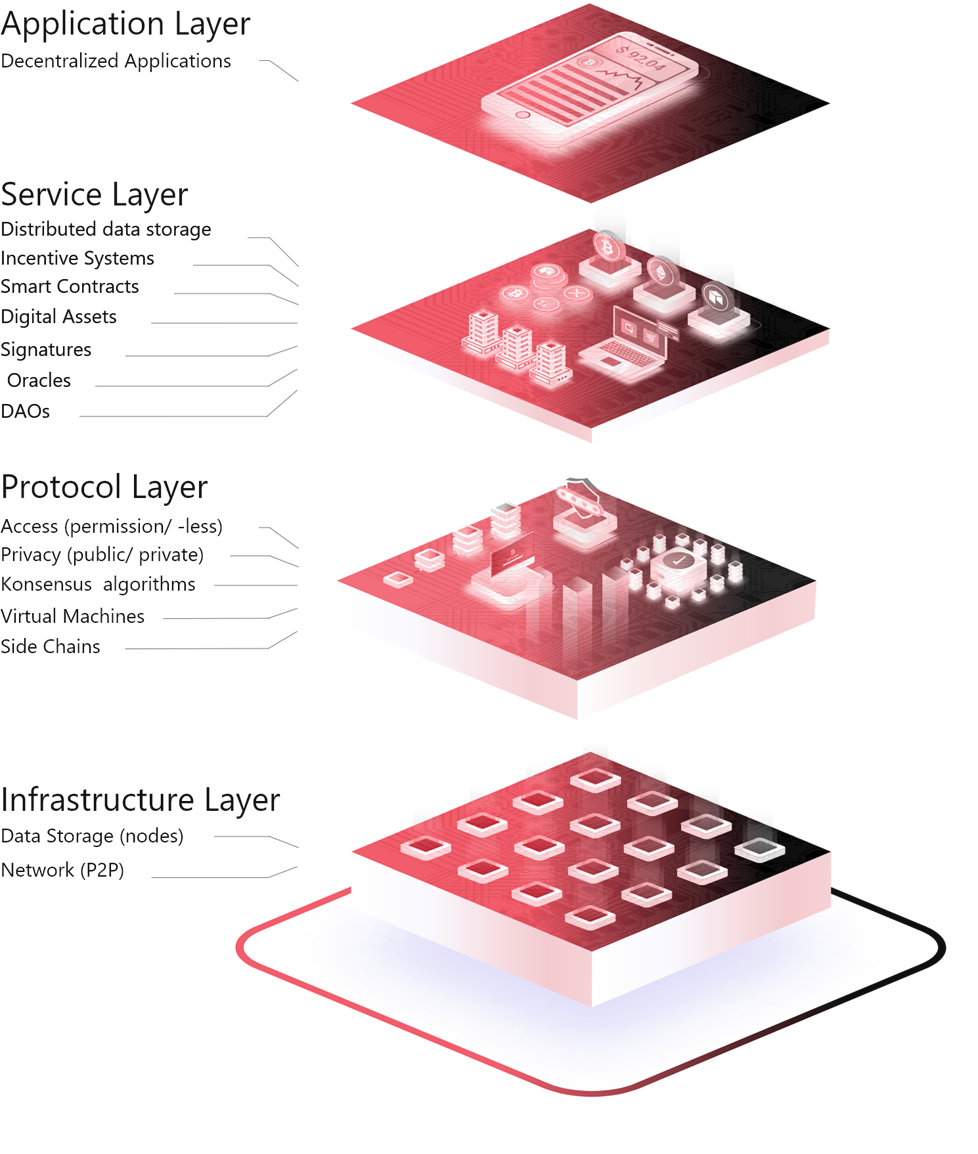 Application Layer
Decentralized Applications
$ 92,04
Service Layer
Distributed data storage
Incentive Systems
Smart Contracts
Digital Assets
Signatures
Oracles
DAOs
Protocol Layer
Access (permission/ -less)
Privacy (public/ private)
Konsensus algorithms
Virtual Machines
Side Chains
Infrastructure Layer
Data Storage (nodes)
Network (P2P)